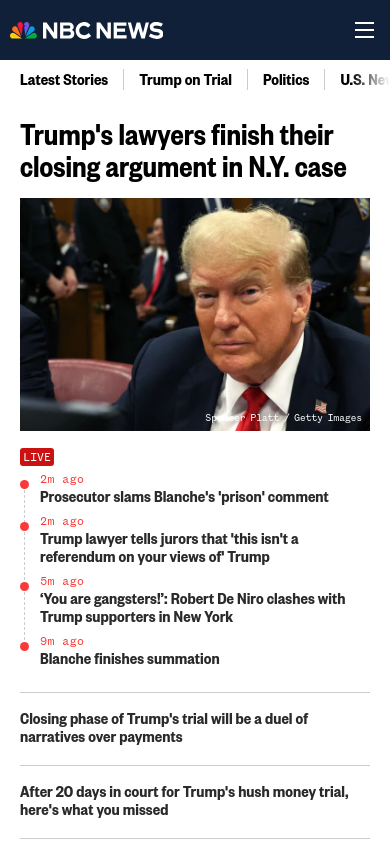 NBC NEWS
Latest Stories
Trump on Trial
Politics
U.S. Ne
Trump's lawyers finish their
closing argument in N.Y. case
Spencer Platt / Getty Images
LIVE
2m ago
Prosecutor slams Blanche's 'prison' comment
2m ago
Trump lawyer tells jurors that 'this isn't a
referendum on your views of' Trump
5m ago
‘You are gangsters!’: Robert De Niro clashes with
Trump supporters in New York
9m ago
Blanche finishes summation
Closing phase of Trump's trial will be a duel of
narratives over payments
After 20 days in court for Trump's hush money trial,
here's what you missed